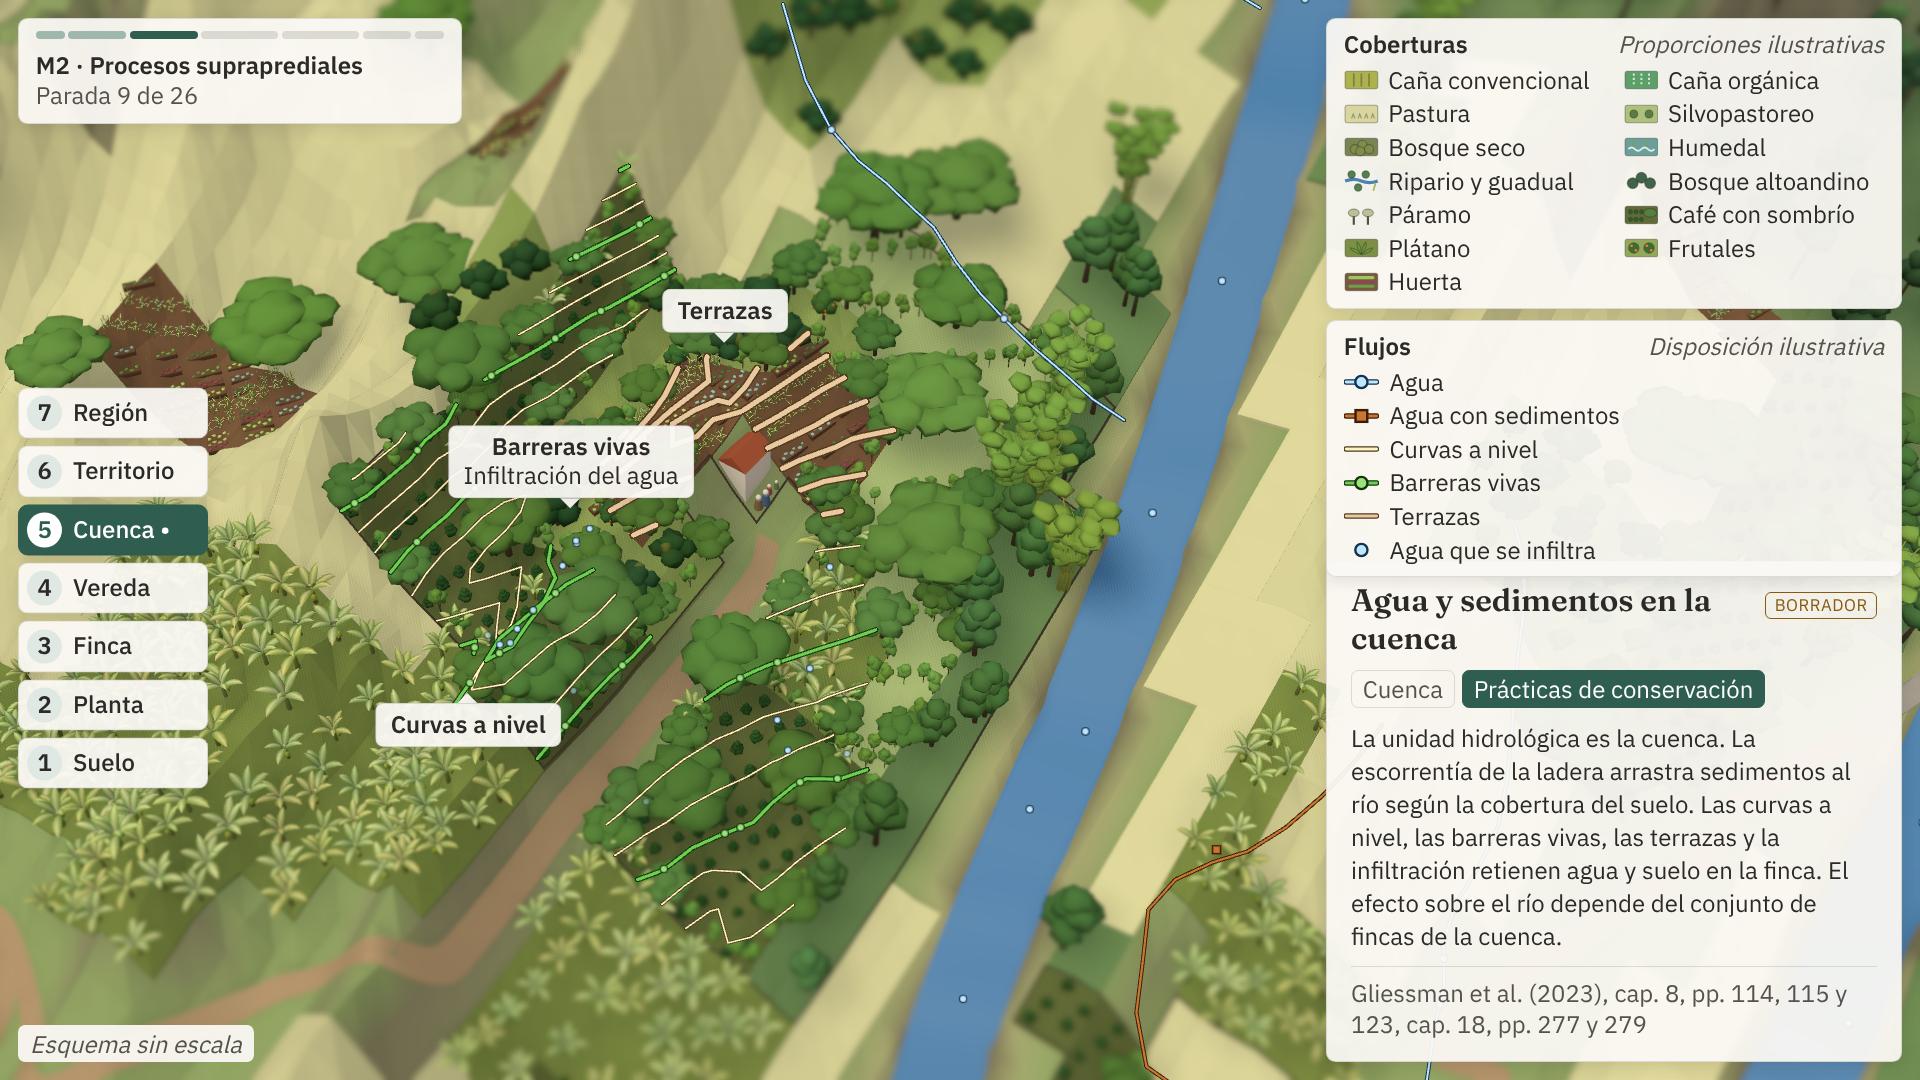 M2 · Procesos supraprediales
Parada 9 de 26
7 Región
6 Territorio
5 Cuenca •
4 Vereda
3 Finca
2 Planta
1 Suelo
Esquema sin escala
Terrazas
Barreras vivas
Infiltración del agua
Curvas a nivel
Coberturas Proporciones ilustrativas
Caña convencional Caña orgánica
Pastura Silvopastoreo
Bosque seco Humedal
Ripario y guadual Bosque altoandino
Páramo Café con sombrío
Plátano Frutales
Huerta
Flujos Disposición ilustrativa
Agua
Agua con sedimentos
Curvas a nivel
Barreras vivas
Terrazas
Agua que se infiltra
Agua y sedimentos en la
cuenca
BORRADOR
Cuenca Prácticas de conservación
La unidad hidrológica es la cuenca. La
escorrentía de la ladera arrastra sedimentos al
río según la cobertura del suelo. Las curvas a
nivel, las barreras vivas, las terrazas y la
infiltración retienen agua y suelo en la finca. El
efecto sobre el río depende del conjunto de
fincas de la cuenca.
Gliessman et al. (2023), cap. 8, pp. 114, 115 y
123, cap. 18, pp. 277 y 279